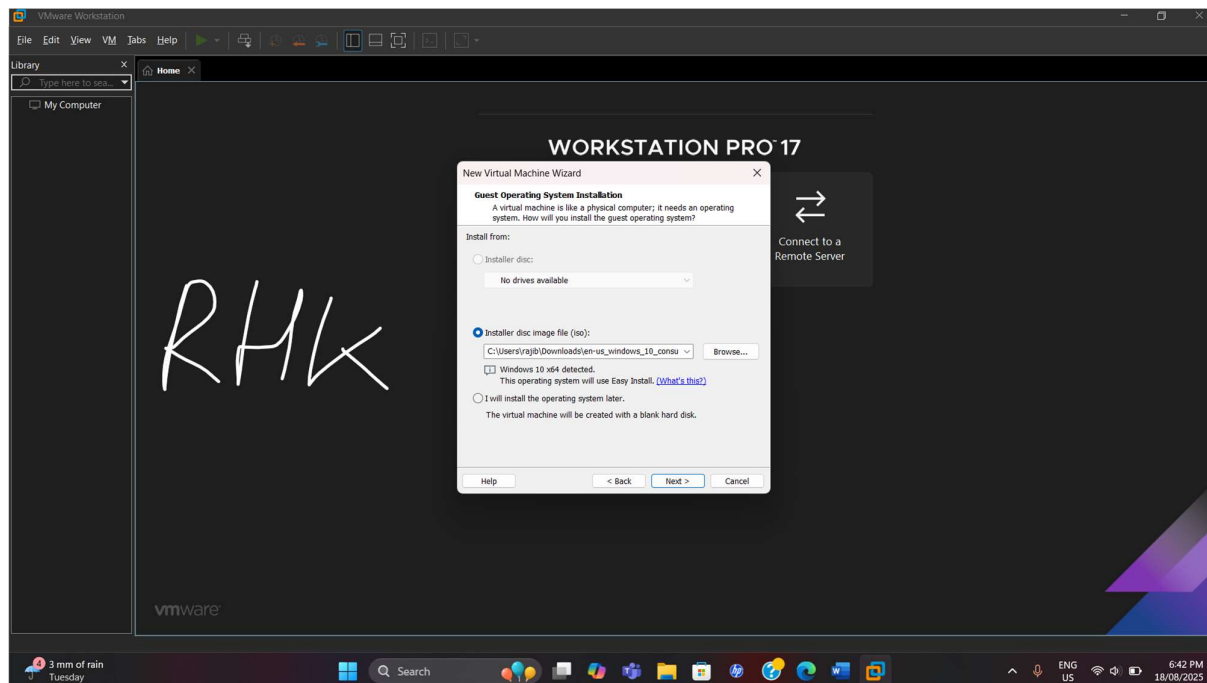 VMware Workstation
File Edit View VM Tabs Help
Library X
Type here to sea...
Home
My Computer
WORKSTATION PRO™ 17
New Virtual Machine Wizard
Guest Operating System Installation
A virtual machine is like a physical computer; it needs an operating
system. How will you install the guest operating system?
Install from:
Installer disc:
No drives available
Installer disc image file (iso):
C:\Users\rajib\Downloads\en-us_windows_10_consu
Browse...
Windows 10 x64 detected.
This operating system will use Easy Install. (What's this?)
I will install the operating system later.
The virtual machine will be created with a blank hard disk.
Help < Back Next > Cancel
Connect to a
Remote Server
RHK
vmware
4
3 mm of rain
Tuesday
Search
ENG
US
6:42 PM
18/08/2025